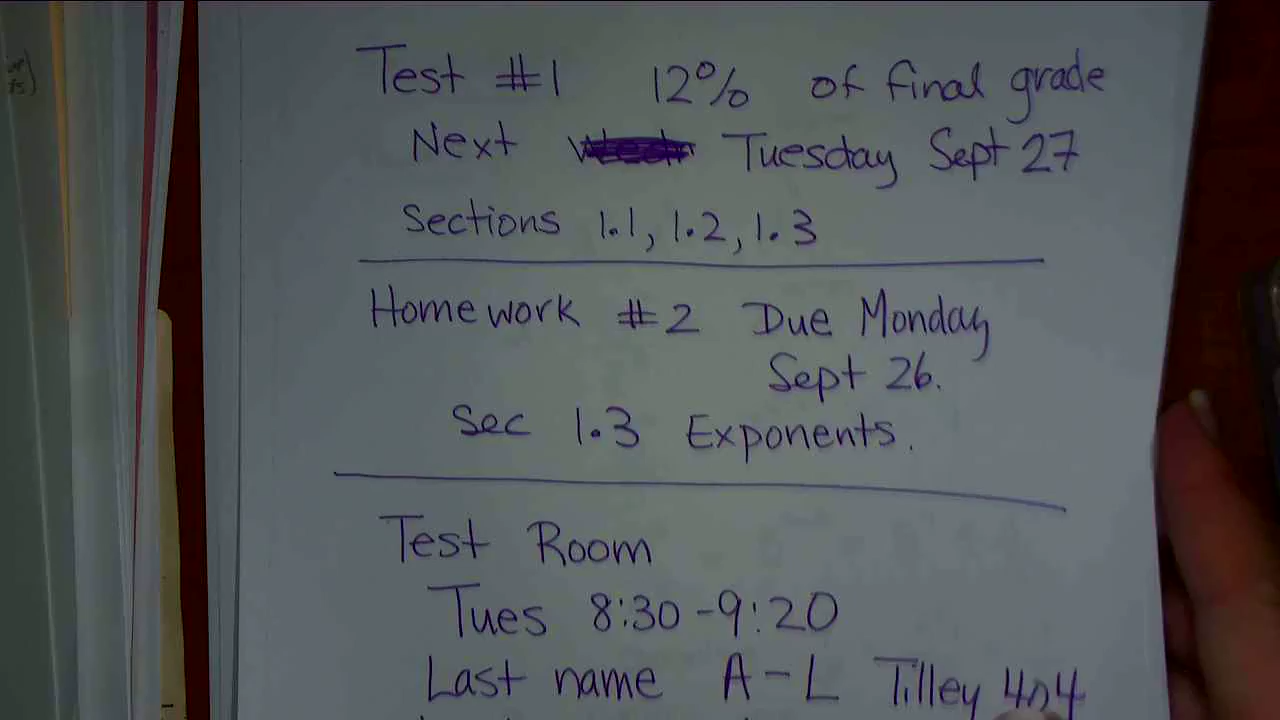 Test #1 12% of final grade
Next Tuesday Sept 27
Sections 1.1, 1.2, 1.3
Homework #2 Due Monday
Sept 26.
Sec 1.3 Exponents.
Test Room
Tues 8:30-9:20
Last name A-L Tilley